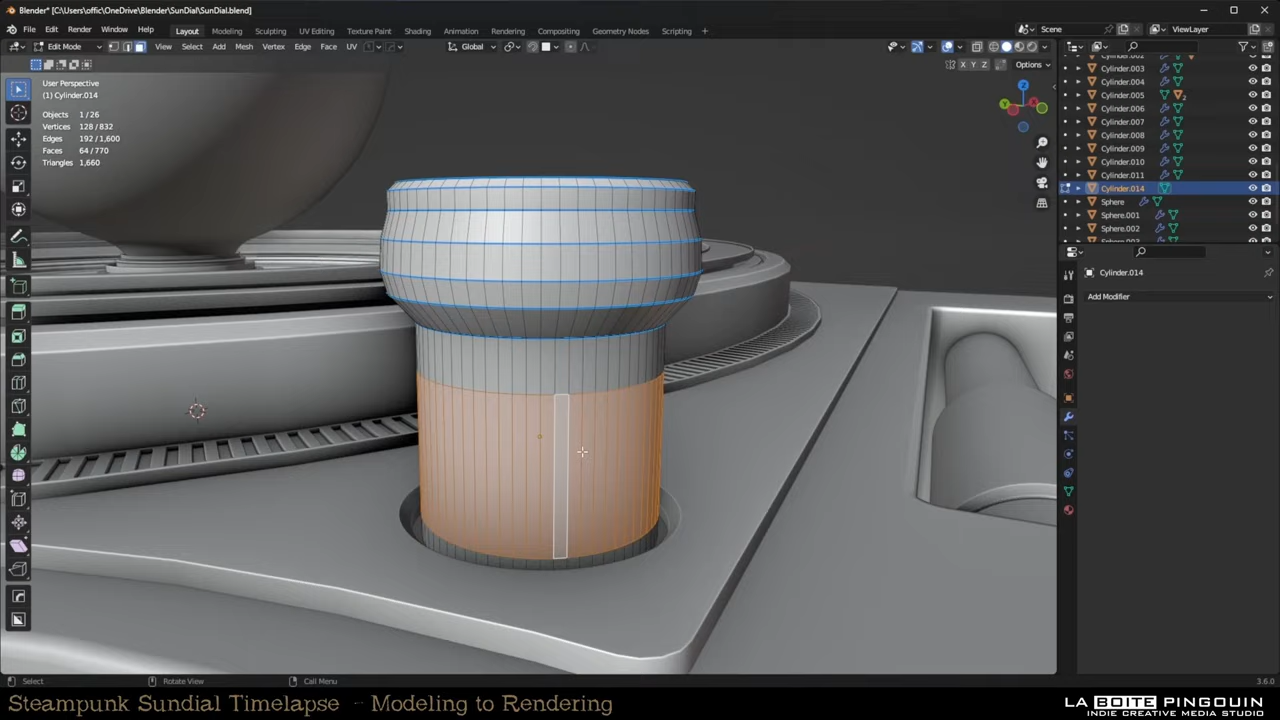 Blender* [C:\Users\offic\OneDrive\Blender\SunDial\SunDial.blend]
File Edit Render Window Help Layout Modeling Sculpting UV Editing Texture Paint Shading Animation Rendering Compositing Geometry Nodes Scripting + Scene ViewLayer
Edit Mode View Select Add Mesh Vertex Edge Face UV Global
X Y Z Options
User Perspective
(1) Cylinder.014
Objects 1/26
Vertices 128/832
Edges 192/1,600
Faces 64/770
Triangles 1,660
Z
Cylinder.002
Cylinder.003
Cylinder.004
Cylinder.005 2
Cylinder.006
Cylinder.007
Cylinder.008
Cylinder.009
Cylinder.010
Cylinder.011
Cylinder.014
Sphere
Sphere.001
Sphere.002
Sphere.003
Cylinder.014
Add Modifier
Select Rotate View Call Menu 3.6.0
Steampunk Sundial Timelapse - Modeling to Rendering
LA BOITE PINGOUIN
INDIE CREATIVE MEDIA STUDIO